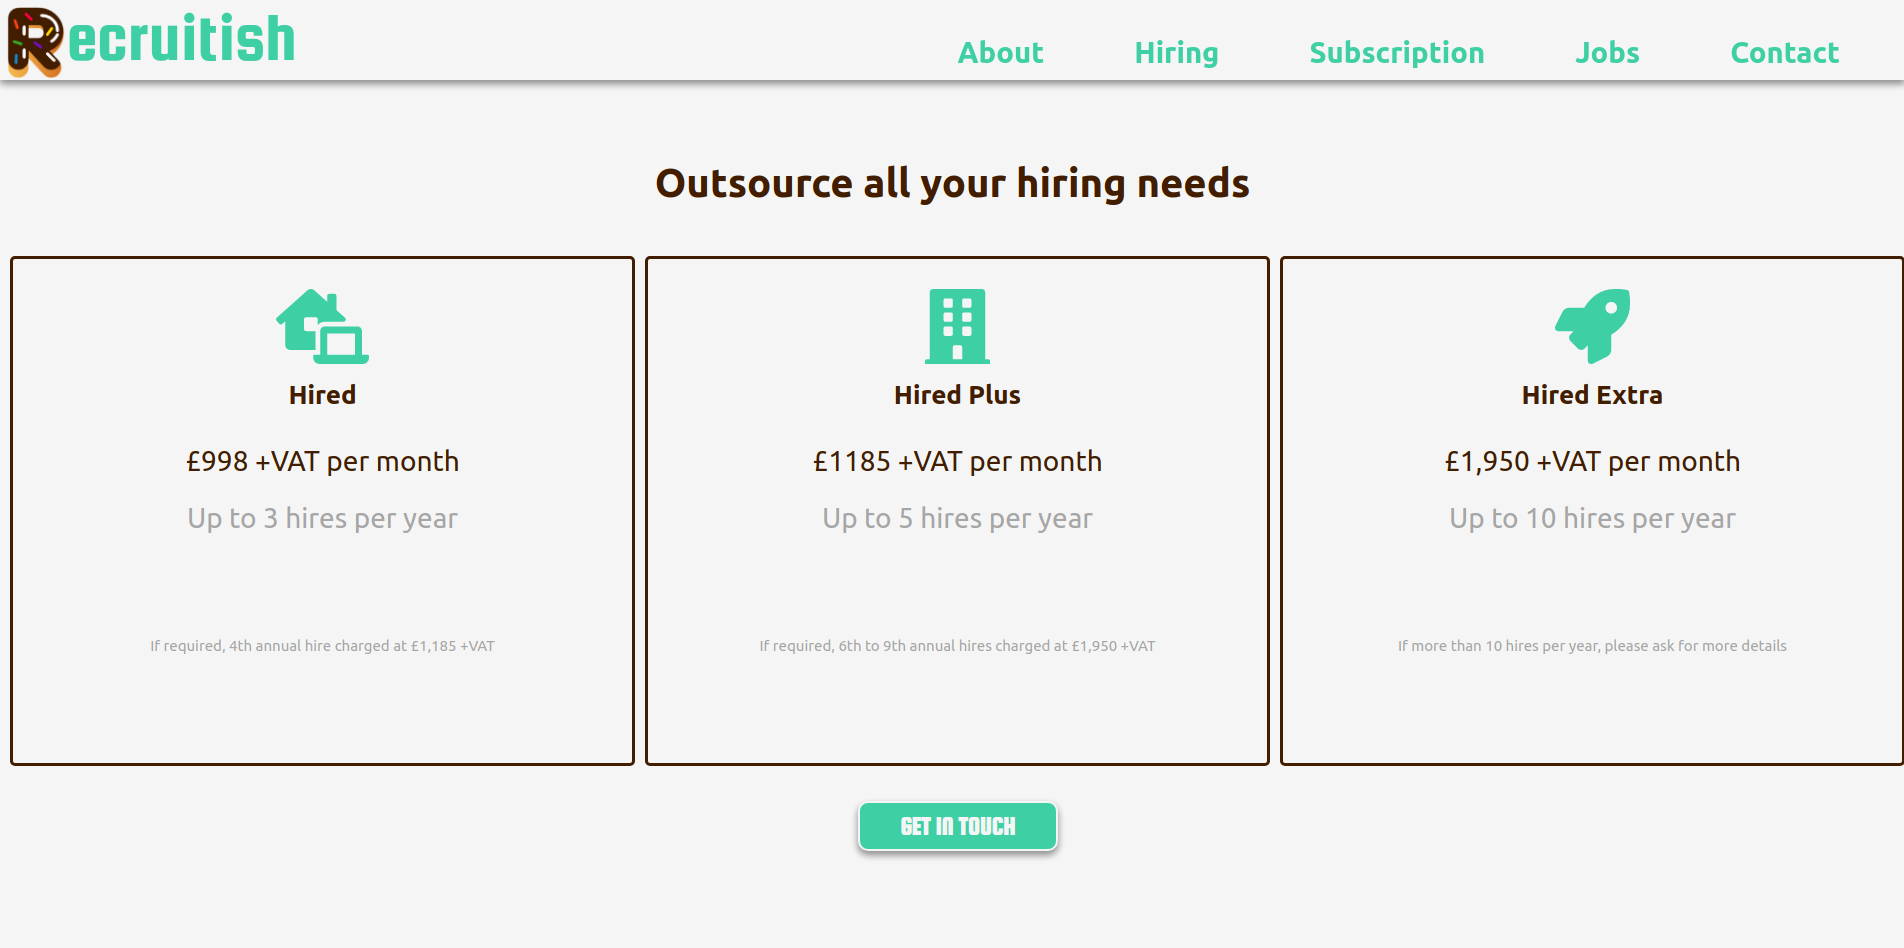 Recruitish
About Hiring Subscription Jobs Contact
Outsource all your hiring needs
Hired
£998 +VAT per month
Up to 3 hires per year
If required, 4th annual hire charged at £1,185 +VAT
Hired Plus
£1185 +VAT per month
Up to 5 hires per year
If required, 6th to 9th annual hires charged at £1,950 +VAT
Hired Extra
£1,950 +VAT per month
Up to 10 hires per year
If more than 10 hires per year, please ask for more details
GET IN TOUCH